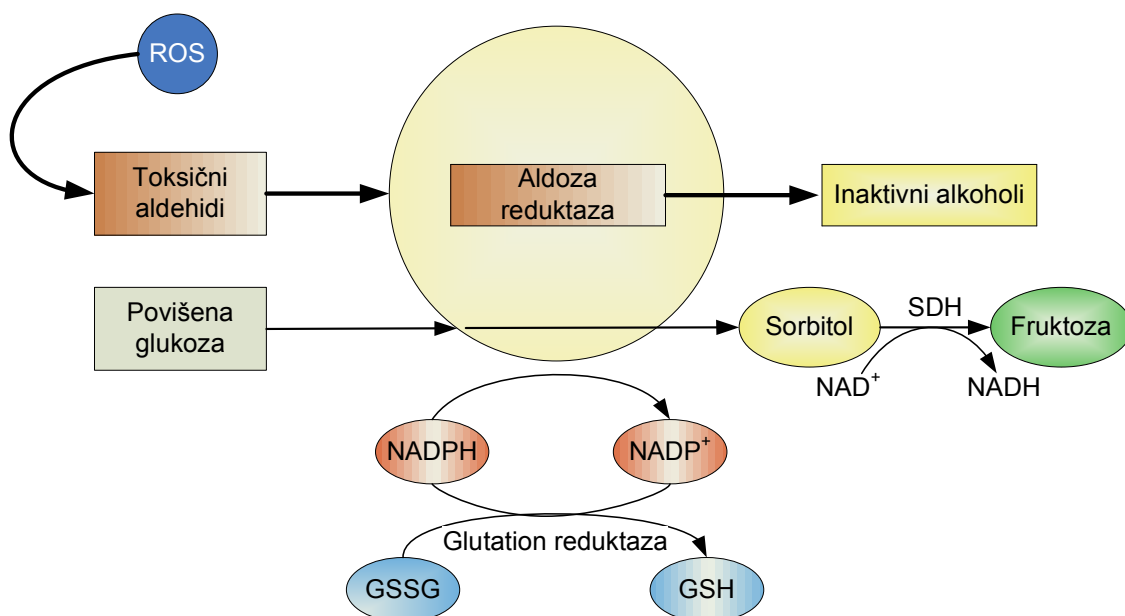 ROS
Toksični
aldehidi
Aldoza
reduktaza
Inaktivni alkoholi
Povišena
glukoza
Sorbitol
SDH
Fruktoza
NAD⁺
NADH
NADPH
NADP⁺
Glutation reduktaza
GSSG
GSH